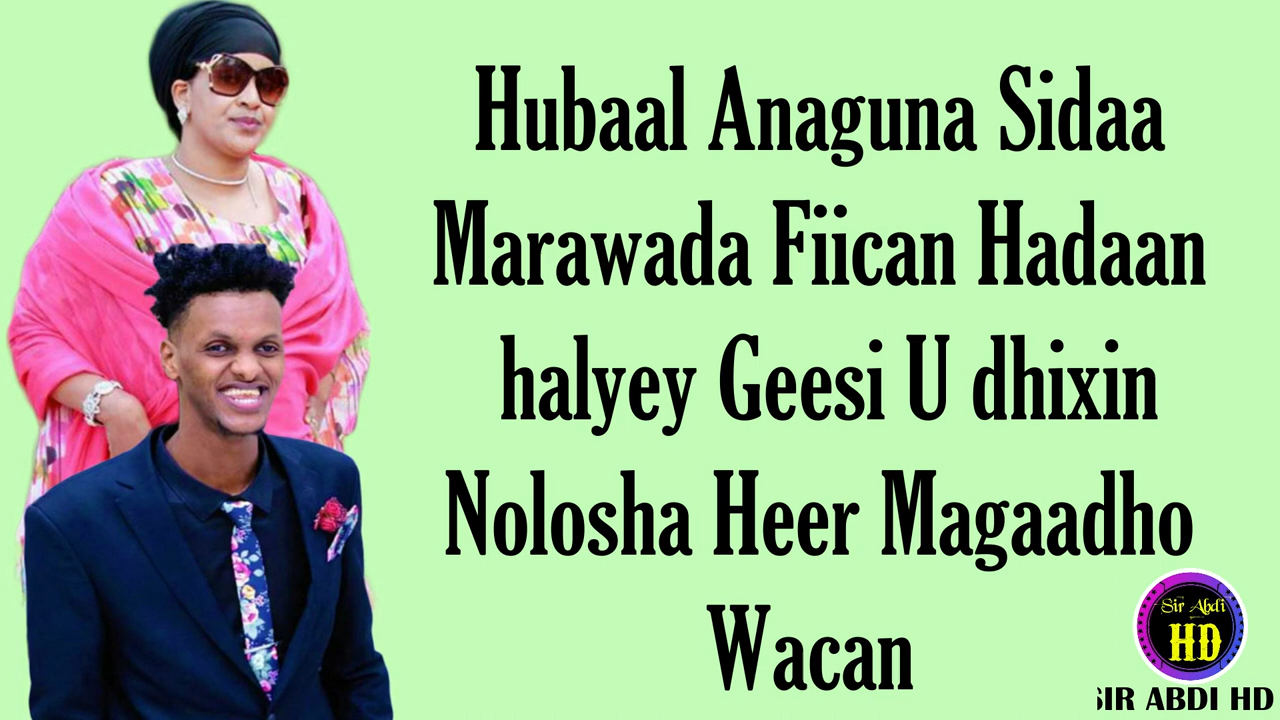 Hubaal Anaguna Sidaa
Marawada Fiican Hadaan
halyey Geesi U dhixin
Nolosha Heer Magaadho
Wacan
Sir Abdi
HD
SIR ABDI HD